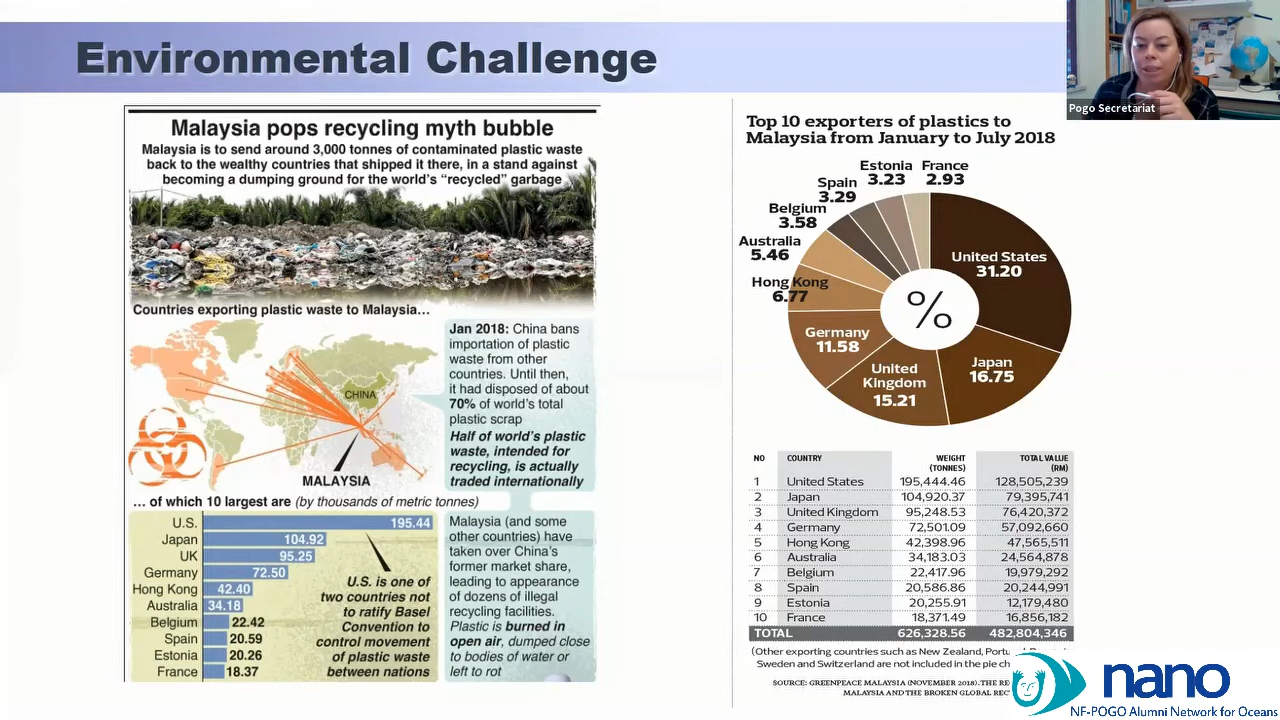 Environmental Challenge
Pogo Secretariat
Malaysia pops recycling myth bubble
Malaysia is to send around 3,000 tonnes of contaminated plastic waste
back to the wealthy countries that shipped it there, in a stand against
becoming a dumping ground for the world's “recycled” garbage
Countries exporting plastic waste to Malaysia…
CHINA
MALAYSIA
Jan 2018: China bans
importation of plastic
waste from other
countries. Until then,
it had disposed of about
70% of world's total
plastic scrap
Half of world's plastic
waste, intended for
recycling, is actually
traded internationally
… of which 10 largest are (by thousands of metric tonnes)
U.S. 195.44
Japan 104.92
UK 95.25
Germany 72.50
Hong Kong 42.40
Australia 34.18
Belgium 22.42
Spain 20.59
Estonia 20.26
France 18.37
U.S. is one of
two countries not
to ratify Basel
Convention to
control movement
of plastic waste
between nations
Malaysia (and some
other countries) have
taken over China's
former market share,
leading to appearance
of dozens of illegal
recycling facilities.
Plastic is burned in
open air, dumped close
to bodies of water or
left to rot
Top 10 exporters of plastics to
Malaysia from January to July 2018
Estonia
3.23
France
2.93
Spain
3.29
Belgium
3.58
Australia
5.46
Hong Kong
6.77
Germany
11.58
United
Kingdom
15.21
Japan
16.75
United States
31.20
%
NO COUNTRY WEIGHT (TONNES) TOTAL VALUE (RM)
1 United States 195,444.46 128,505,239
2 Japan 104,920.37 79,395,741
3 United Kingdom 95,248.53 76,420,372
4 Germany 72,501.09 57,092,660
5 Hong Kong 42,398.96 47,565,511
6 Australia 34,183.03 24,564,878
7 Belgium 22,417.96 19,979,292
8 Spain 20,586.86 20,244,991
9 Estonia 20,255.91 12,179,480
10 France 18,371.49 16,856,182
TOTAL 626,328.56 482,804,346
(Other exporting countries such as New Zealand,
Sweden and Switzerland are not included in the pie
SOURCE: GREENPEACE MALAYSIA (NOVEMBER 2018). THE
MALAYSIA AND THE BROKEN GLOBAL
nano
NF-POGO Alumni Network for Oceans